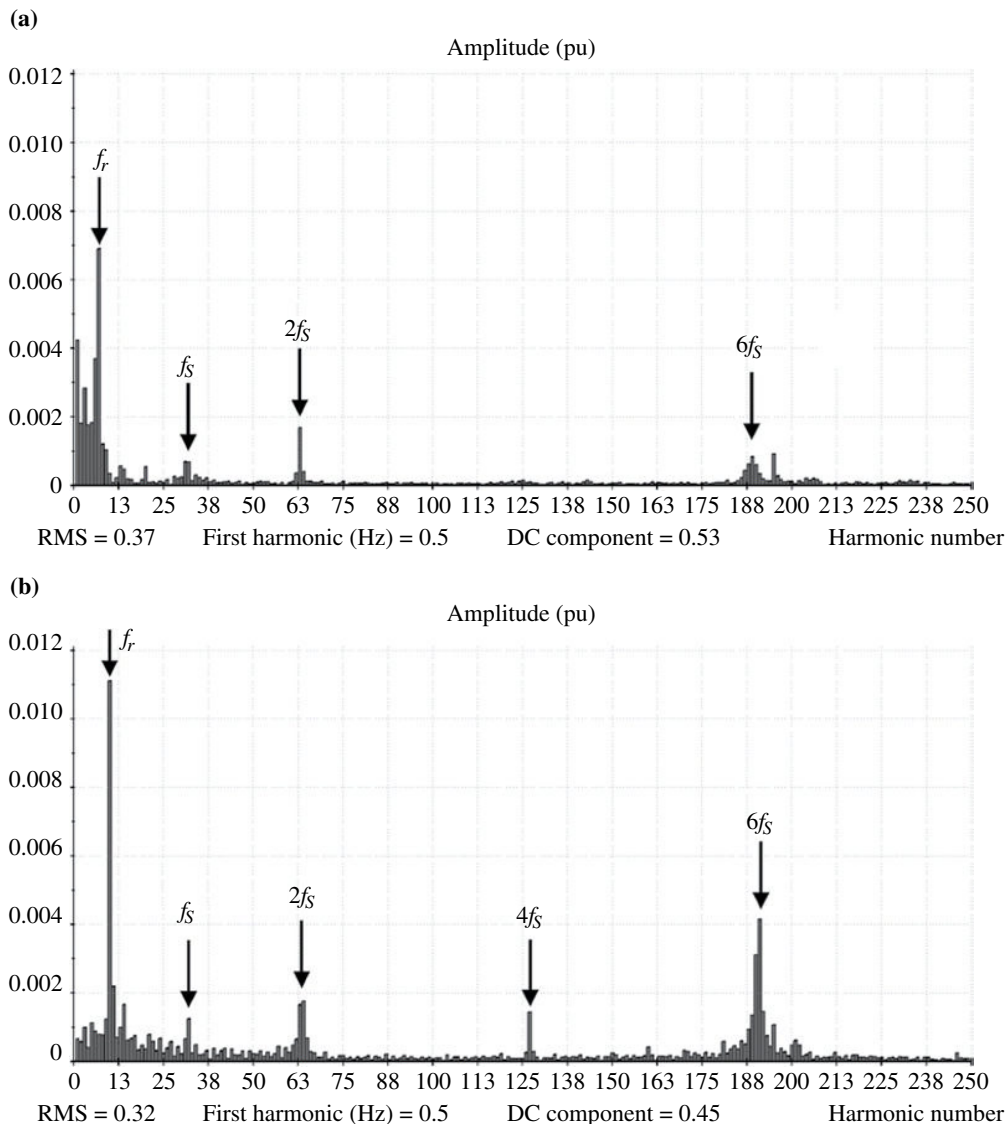 (a)
Amplitude (pu)
0.012
0.010
0.008
0.006
0.004
0.002
0
fr
fS
2fS
6fS
0 13 25 38 50 63 75 88 100 113 125 138 150 163 175 188 200 213 225 238 250
RMS = 0.37 First harmonic (Hz) = 0.5 DC component = 0.53 Harmonic number
(b)
Amplitude (pu)
0.012
0.010
0.008
0.006
0.004
0.002
0
fr
fS
2fS
4fS
6fS
0 13 25 38 50 63 75 88 100 113 125 138 150 163 175 188 200 213 225 238 250
RMS = 0.32 First harmonic (Hz) = 0.5 DC component = 0.45 Harmonic number